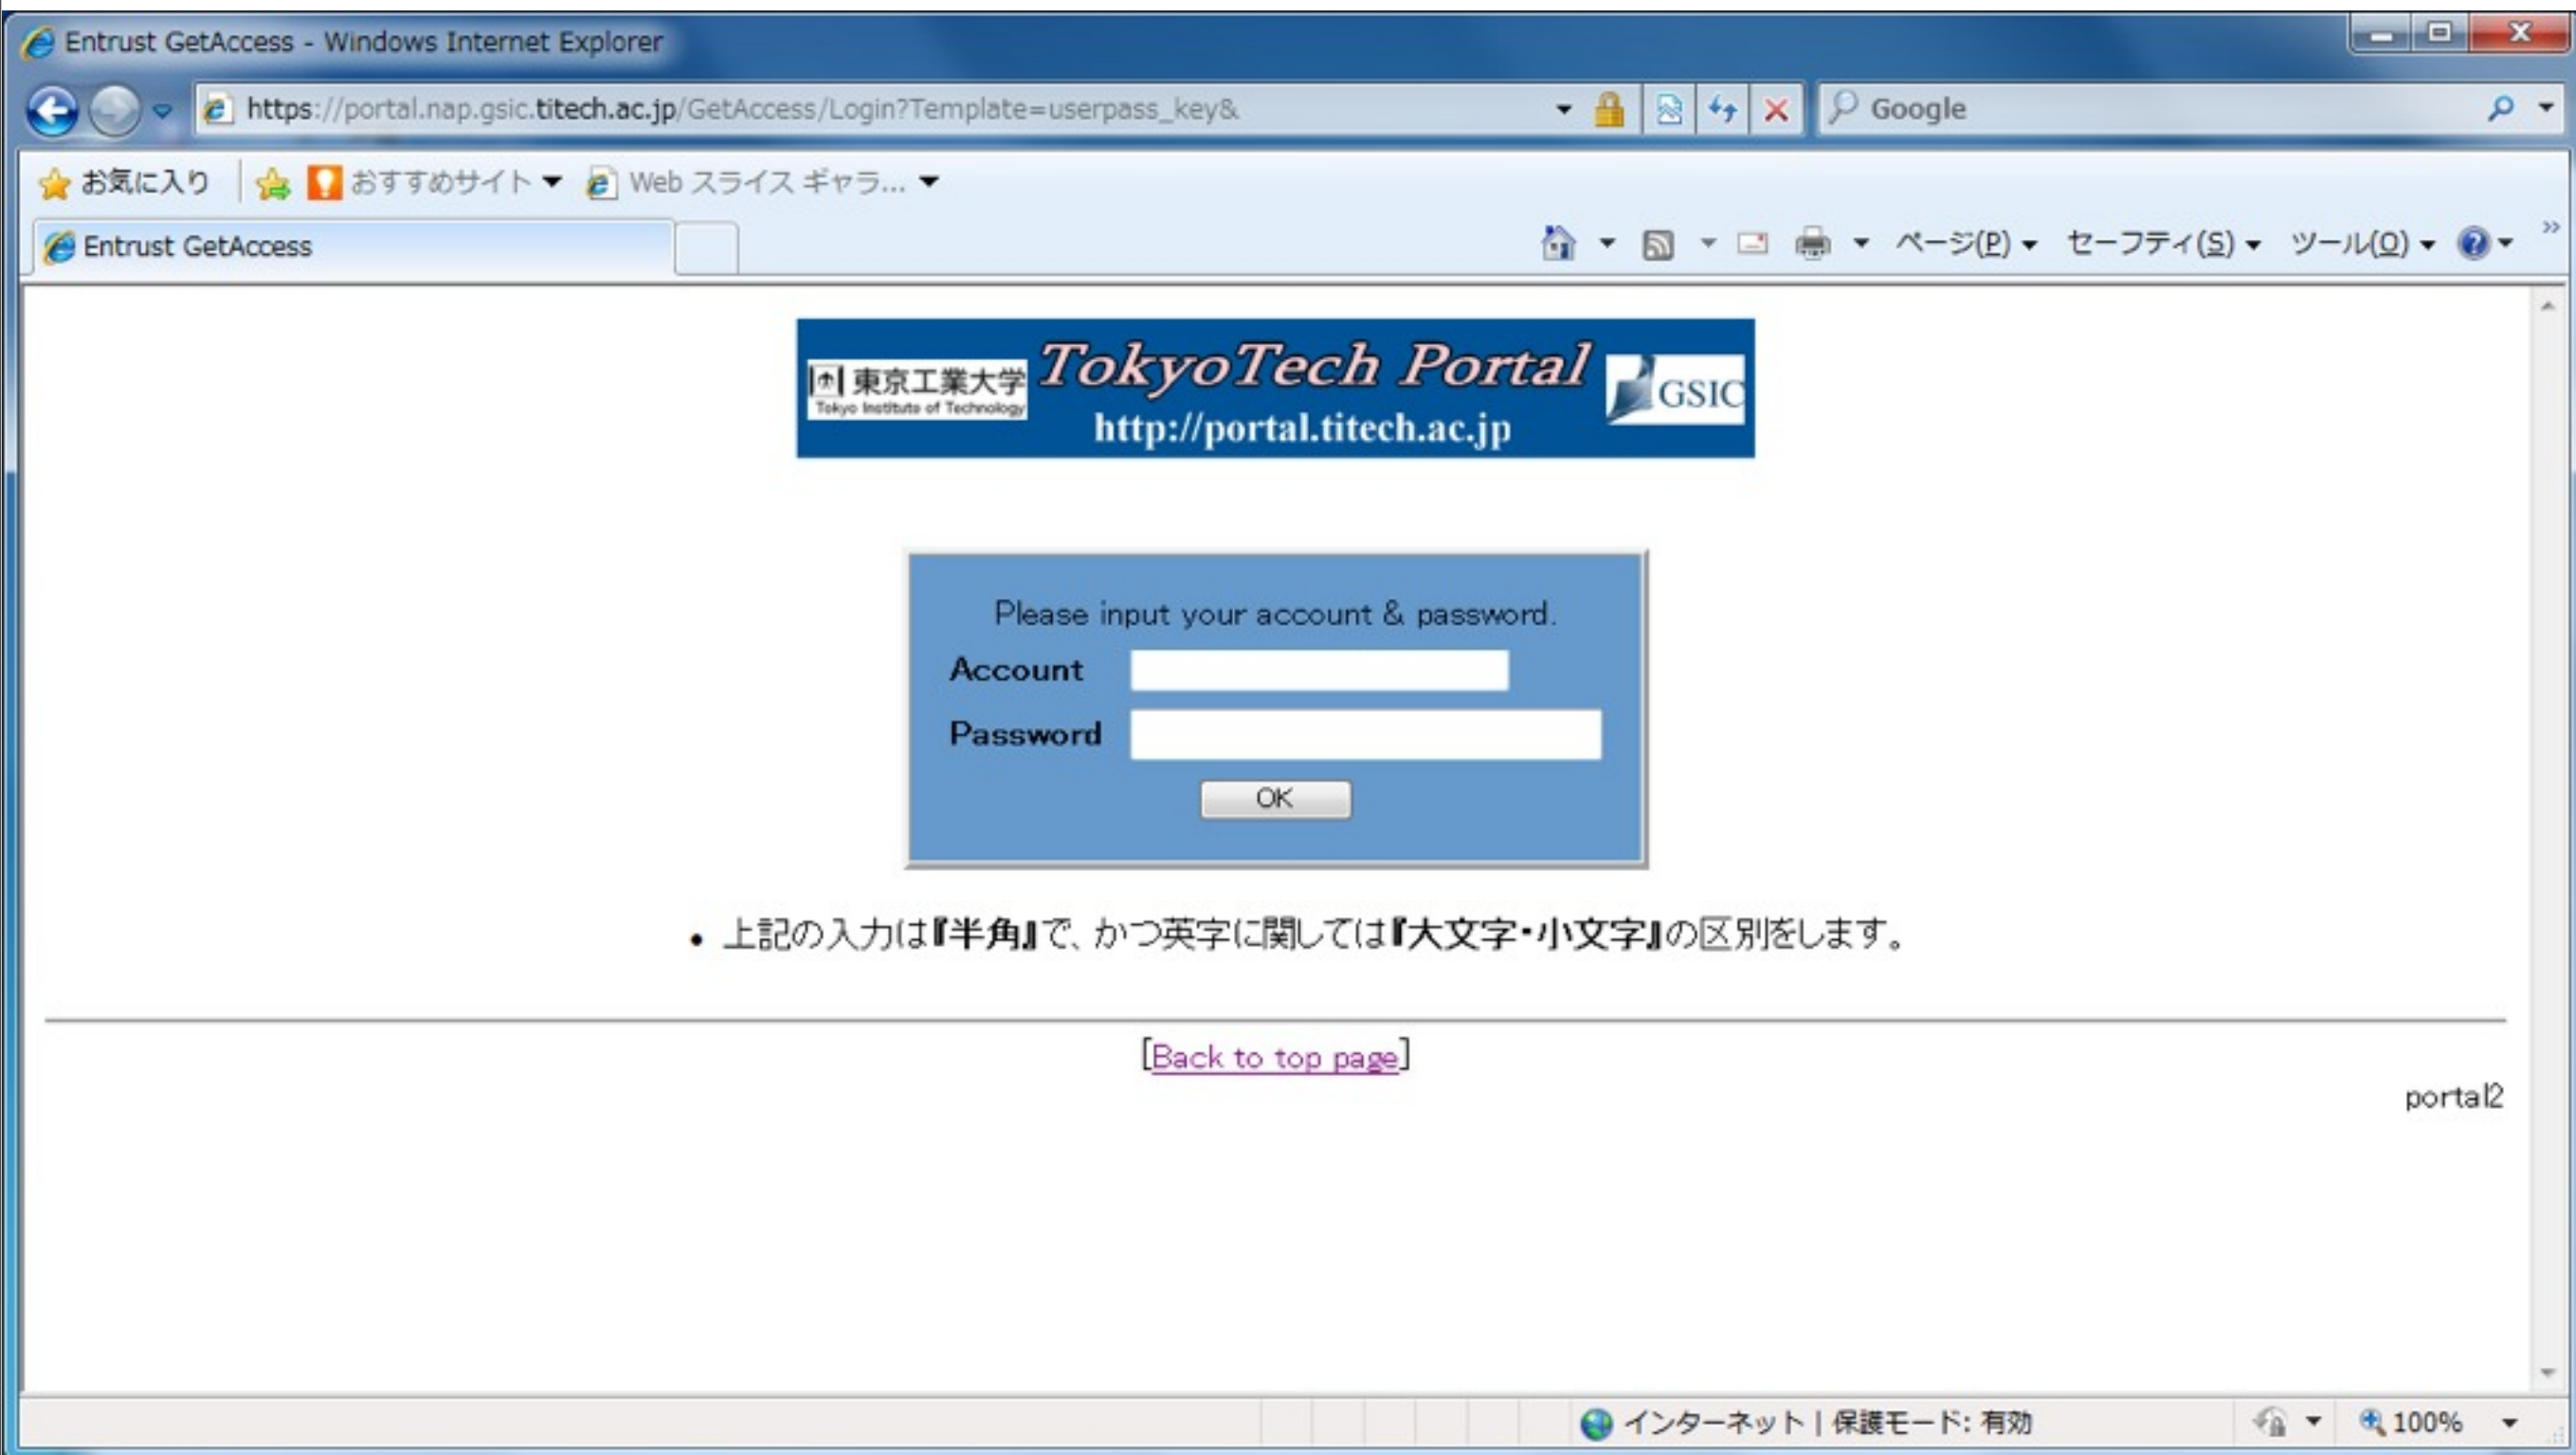 Entrust GetAccess - Windows Internet Explorer
https://portal.nap.gsic.titech.ac.jp/GetAccess/Login?Template=userpass_key&
Google
お気に入り
おすすめサイト
Web スライス ギャラ...
Entrust GetAccess
ページ(P)
セーフティ(S)
ツール(O)
東京工業大学
Tokyo Institute of Technology
TokyoTech Portal
http://portal.titech.ac.jp
GSIC
Please input your account & password.
Account
Password
OK
• 上記の入力は『半角』で、かつ英字に関しては『大文字・小文字』の区別をします。
[Back to top page]
portal2
インターネット | 保護モード: 有効
100%